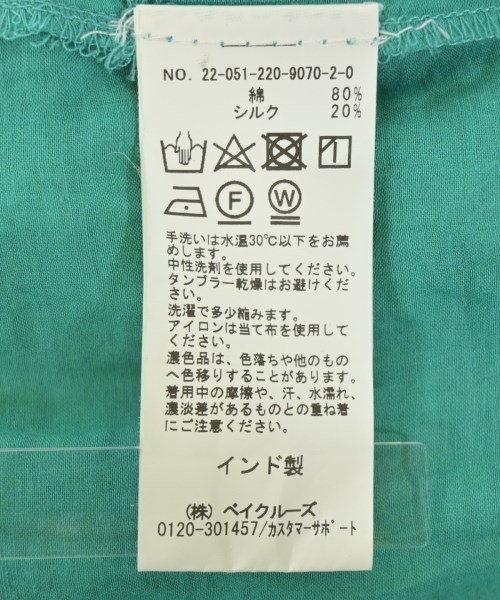 NO. 22-051-220-9070-2-0
綿 80%
シルク 20%
F W
手洗いは水温30℃以下をお薦
めします。
中性洗剤を使用してください。
タンブラー乾燥はお避けくだ
さい。
洗濯で多少縮みます。
アイロンは当て布を使用して
ください。
濃色品は、色落ちや他のもの
へ色移りすることがあります。
着用中の摩擦や、汗、水濡れ、
濃淡差があるものとの重ね着
にご注意ください。
インド製
(株) ベイクルーズ
0120-301457/カスタマーサポート